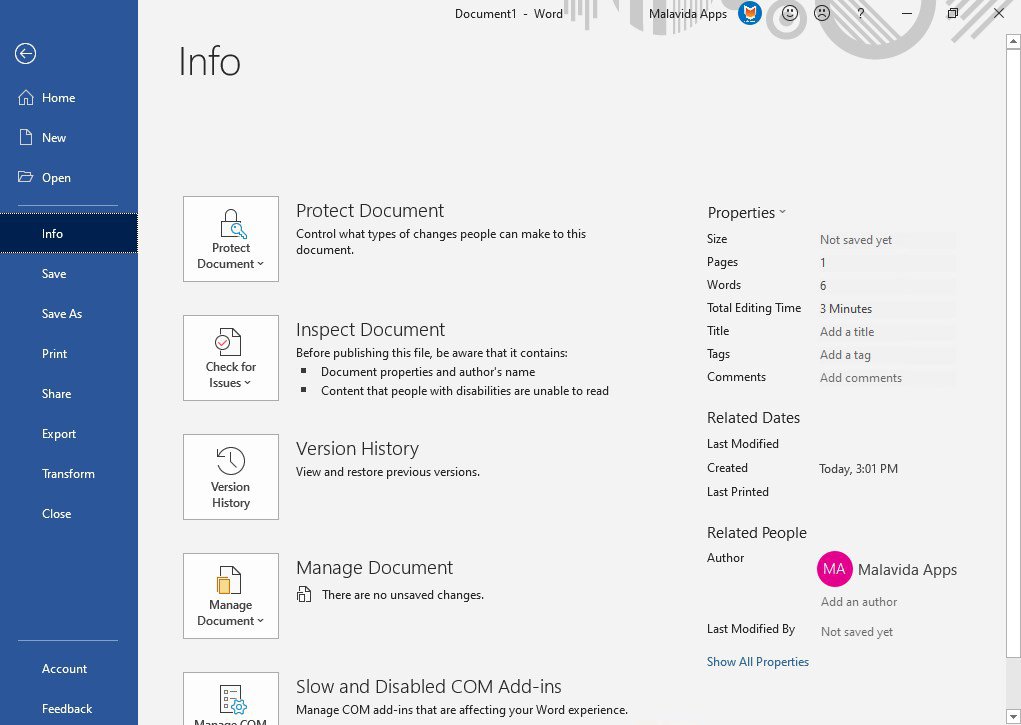 Document1 - Word
Malavida Apps
?
Info
Home
New
Open
Info
Save
Save As
Print
Share
Export
Transform
Close
Account
Feedback
Protect
Document
Protect Document
Control what types of changes people can make to this
document.
Check for
Issues
Inspect Document
Before publishing this file, be aware that it contains:
Document properties and author's name
Content that people with disabilities are unable to read
Version
History
Version History
View and restore previous versions.
Manage
Document
Manage Document
There are no unsaved changes.
Manage COM
Slow and Disabled COM Add-ins
Manage COM add-ins that are affecting your Word experience.
Properties
Size Not saved yet
Pages 1
Words 6
Total Editing Time 3 Minutes
Title Add a title
Tags Add a tag
Comments Add comments
Related Dates
Last Modified
Created Today, 3:01 PM
Last Printed
Related People
Author MA Malavida Apps
Add an author
Last Modified By Not saved yet
Show All Properties